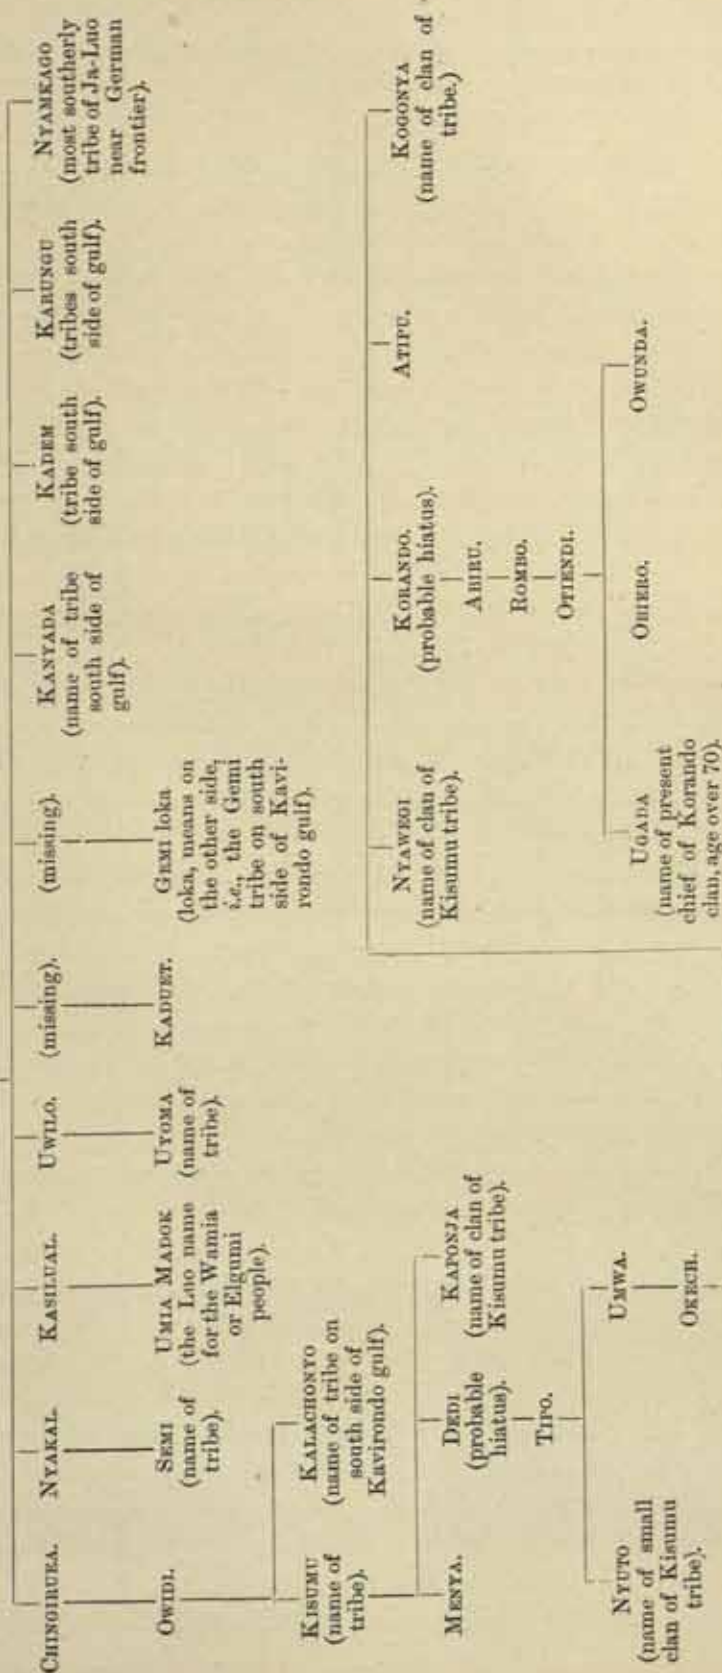 CHINGIRUEA.
NYAKAL.
KASILUAL.
UWILO.
(missing).
(missing).
KANYADA
(name of tribe
south side of
gulf).
KADEM
(tribe south
side of gulf).
KARUNGU
(tribes south
side of gulf).
NYAMKAGO
(most southerly
tribe of Ja-Luo
near German
frontier).
OWIDI.
SEMI
(name of
tribe).
UMIA MADOK
(the Luo name
for the Wamia
or Elgumi
people).
UYOMA
(name of
tribe).
KADUET.
GEMI loka
(loka, means on
the other side,
i.e., the Gemi
tribe on south
side of Kavi-
rondo gulf).
KISUMU
(name of
tribe).
KALACHONYO
(name of tribe on
south side of
Kavirondo gulf).
MENYA.
DEDI
(probable
hiatus).
KAPONJA
(name of clan of
Kisumu tribe).
TIPO.
NYUTO
(name of small
clan of Kisumu
tribe).
UMWA.
OKECH.
NYAWEGI
(name of clan of
Kisumu tribe).
KORANDO.
(probable hiatus).
ATIPU.
KOGONYA
(name of clan of
tribe.)
ABIRU.
ROMBO.
OTIENDI.
UGADA
(name of present
chief of Korando
clan, age over 70).
OBIERO.
OWUNDA.